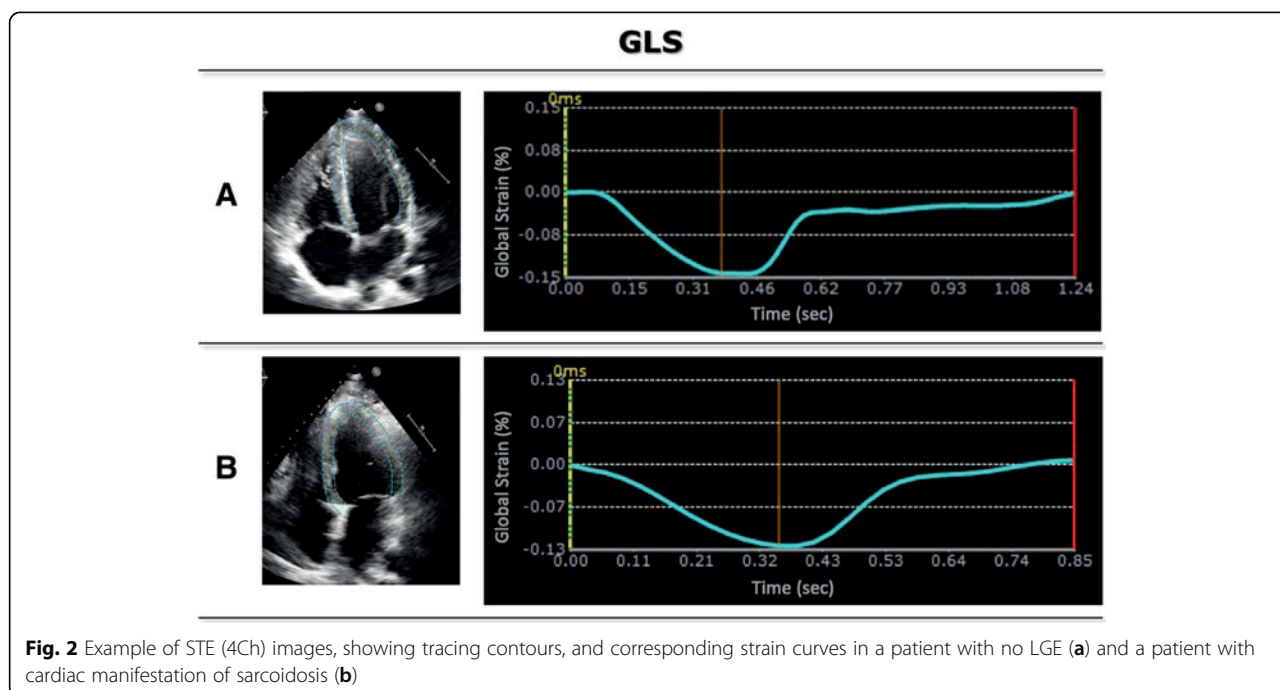 GLS
A
0ms
0.15
0.08
0.00
-0.08
-0.15
Global Strain (%)
0.00 0.15 0.31 0.46 0.62 0.77 0.93 1.08 1.24
Time (sec)
B
0ms
0.13
0.07
0.00
-0.07
-0.13
Global Strain (%)
0.00 0.11 0.21 0.32 0.43 0.53 0.64 0.74 0.85
Time (sec)
Fig. 2 Example of STE (4Ch) images, showing tracing contours, and corresponding strain curves in a patient with no LGE (a) and a patient with
cardiac manifestation of sarcoidosis (b)